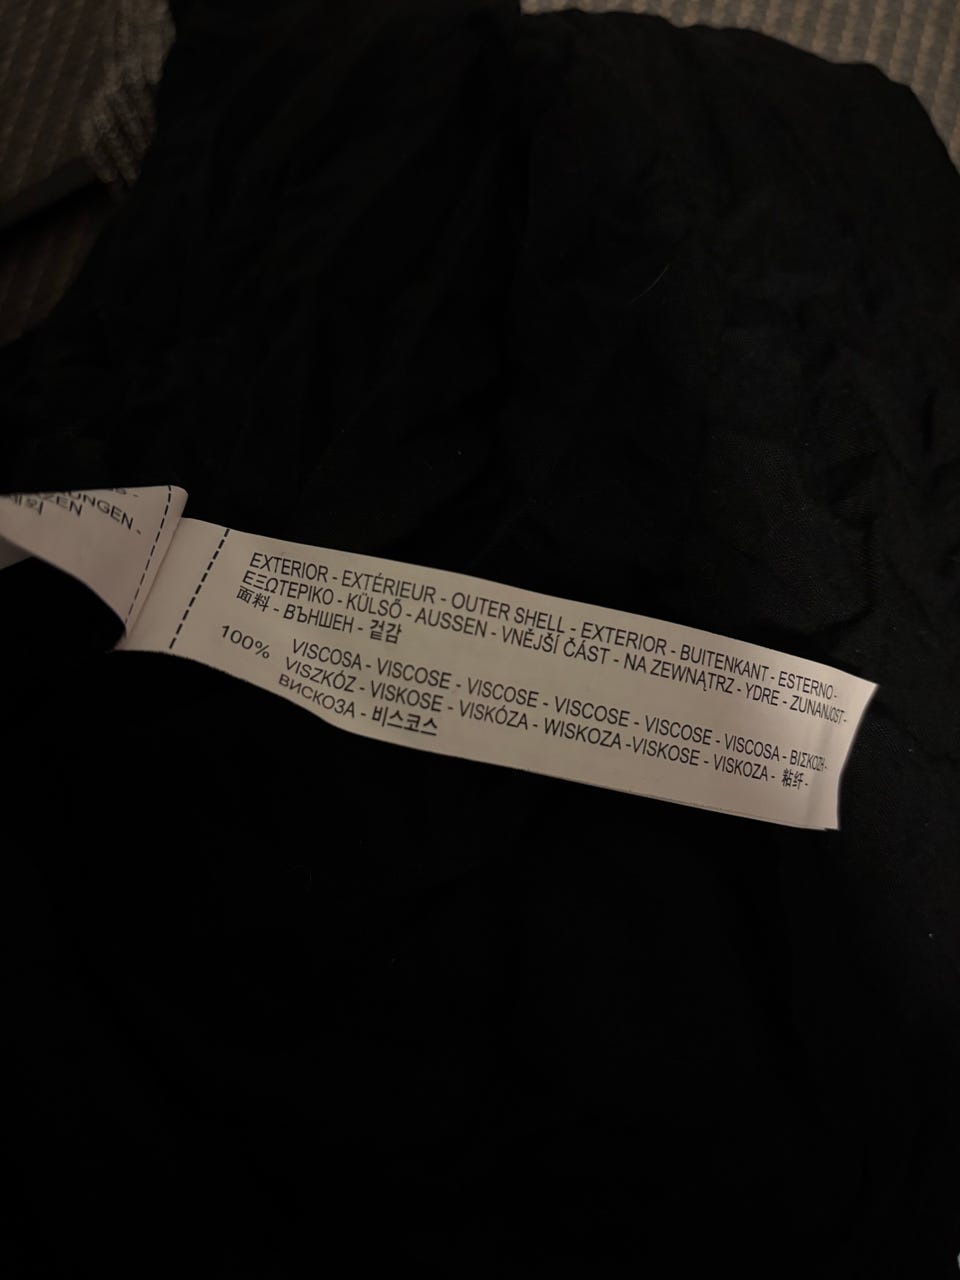 UNGEN -
ZEN
EXTERIOR - EXTÉRIEUR - OUTER SHELL - EXTERIOR - BUITENKANT - ESTERNO -
ΕΞΩΤΕΡΙΚΟ - KÜLSŐ - AUSSEN - VNĚJŠÍ ČÁST - NA ZEWNĄTRZ - YDRE - ZUNANJOST -
面料 - ВЪНШЕН - 겉감
100% VISCOSA - VISCOSE - VISCOSE - VISCOSE - VISCOSE - VISCOSA - ΒΙΣΚΟΖΗ -
VISZKÓZ - VISKOSE - VISKÓZA - WISKOZA -VISKOSE - VISKOZA - 粘纤 -
ВИСКОЗА - 비스코스